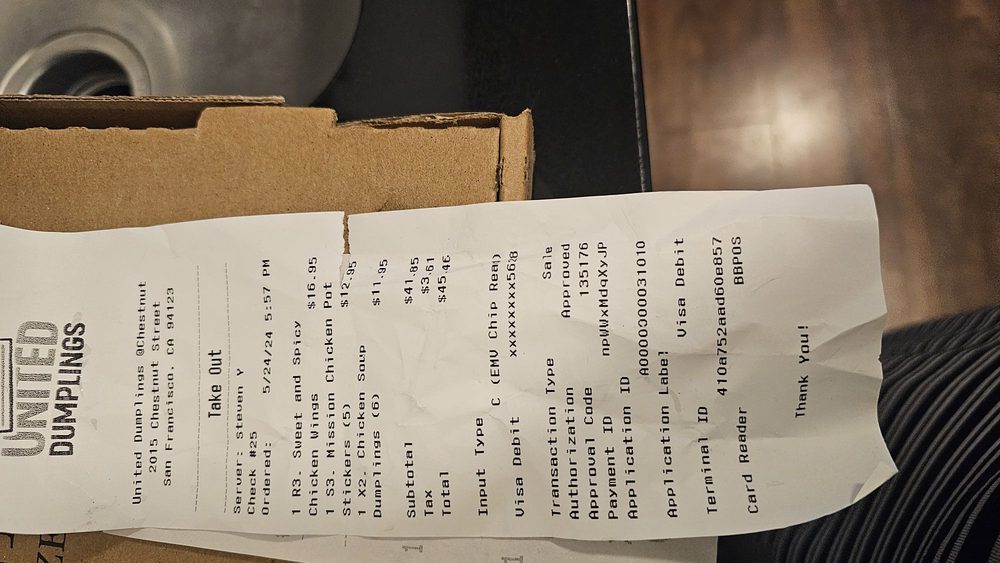 UNITED
DUMPLINGS
United Dumplings @Chestnut
2015 Chestnut Street
San Francisco, CA 94123
Take Out
Server: Steven Y
Check #25
Ordered: 5/24/24 5:57 PM
1 R3. Sweet and Spicy $16.95
Chicken Wings
1 S3. Mission Chicken Pot $12.95
Stickers (5)
1 X2. Chicken Soup $11.95
Dumplings (6)
Subtotal $41.85
Tax $3.61
Total $45.46
Input Type C (EMV Chip Read)
Visa Debit xxxxxxxx5628
Transaction Type Sale
Authorization Approved
Approval Code 135176
Payment ID npWWxMdqXyJP
Application ID A0000000031010
Application Label Visa Debit
Terminal ID 410a752aad60e857
Card Reader BBPOS
Thank You!